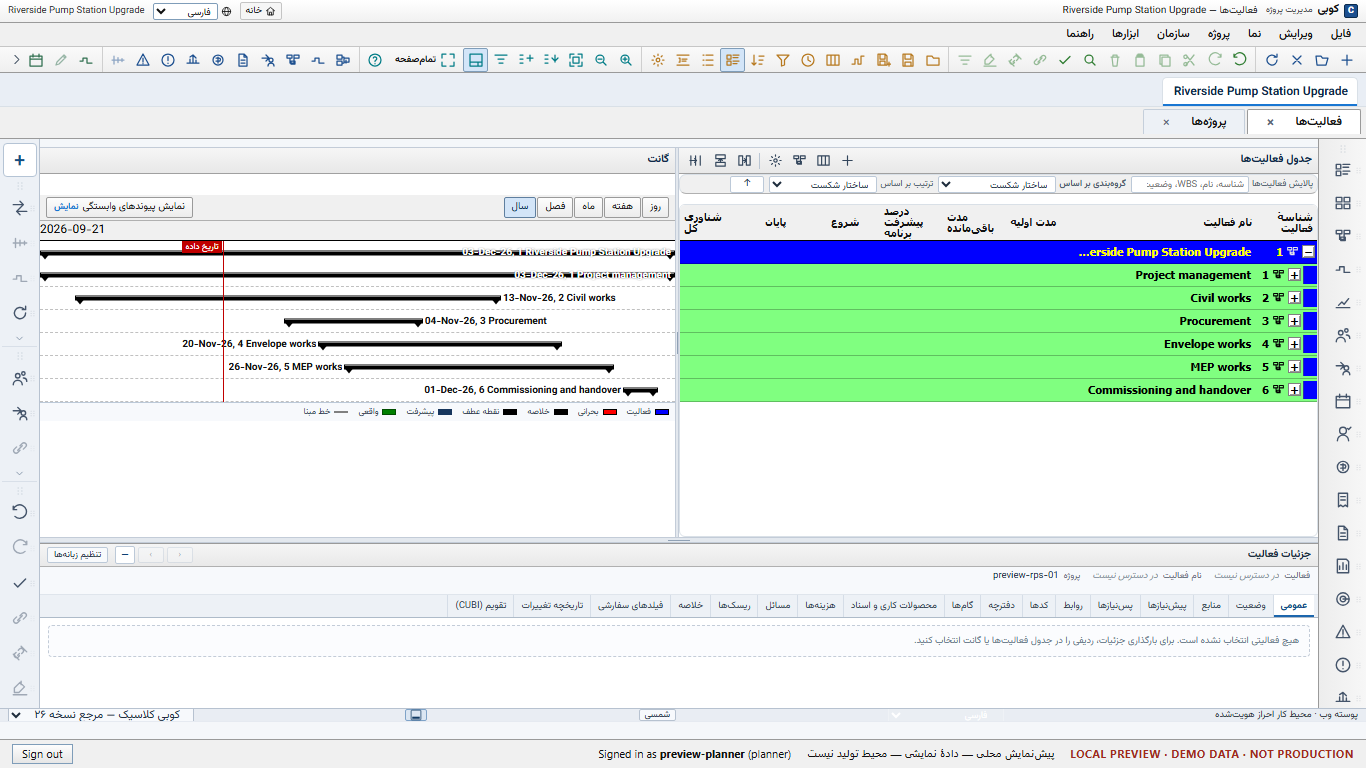 کوبی مدیریت پروژه فعالیت‌ها — Riverside Pump Station Upgrade
خانه
فارسی
Riverside Pump Station Upgrade
فایل ویرایش نما پروژه سازمان ابزارها راهنما
تمام‌صفحه
Riverside Pump Station Upgrade
فعالیت‌ها ×
پروژه‌ها ×
جدول فعالیت‌ها
پالایش فعالیت‌ها شناسه، نام، WBS، وضعیت گروه‌بندی بر اساس ساختار شکست ترتیب بر اساس ساختار شکست ↑
شناسه فعالیت
نام فعالیت
مدت اولیه
مدت باقی‌مانده
درصد پیشرفت برنامه
شروع
پایان
شناوری کل
1 Riverside Pump Station Upgrade...
1 Project management
2 Civil works
3 Procurement
4 Envelope works
5 MEP works
6 Commissioning and handover
گانت
روز هفته ماه فصل سال
نمایش پیوندهای وابستگی نمایش
2026-09-21
تاریخ داده
03-Dec-26, 1 Riverside Pump Station Upgrade
03-Dec-26, 1 Project management
13-Nov-26, 2 Civil works
04-Nov-26, 3 Procurement
20-Nov-26, 4 Envelope works
26-Nov-26, 5 MEP works
01-Dec-26, 6 Commissioning and handover
فعالیت بحرانی خلاصه نقطه عطف پیشرفت واقعی خط مبنا
جزئیات فعالیت
تنظیم زبانه‌ها
فعالیت در دسترس نیست نام فعالیت در دسترس نیست پروژه preview-rps-01
عمومی وضعیت منابع پیش‌نیازها پس‌نیازها روابط کدها دفترچه گام‌ها محصولات کاری و اسناد هزینه‌ها مسائل ریسک‌ها خلاصه فیلدهای سفارشی تاریخچه تغییرات تقویم (CUBI)
هیچ فعالیتی انتخاب نشده است. برای بارگذاری جزئیات، ردیفی را در جدول فعالیت‌ها یا گانت انتخاب کنید.
پوسته وب · محیط کار احراز هویت‌شده
فارسی
شمسی
کوبی کلاسیک — مرجع نسخه ۲۶
LOCAL PREVIEW · DEMO DATA · NOT PRODUCTION
پیش‌نمایش محلی — دادهٔ نمایشی — محیط تولید نیست
Signed in as preview-planner (planner)
Sign out